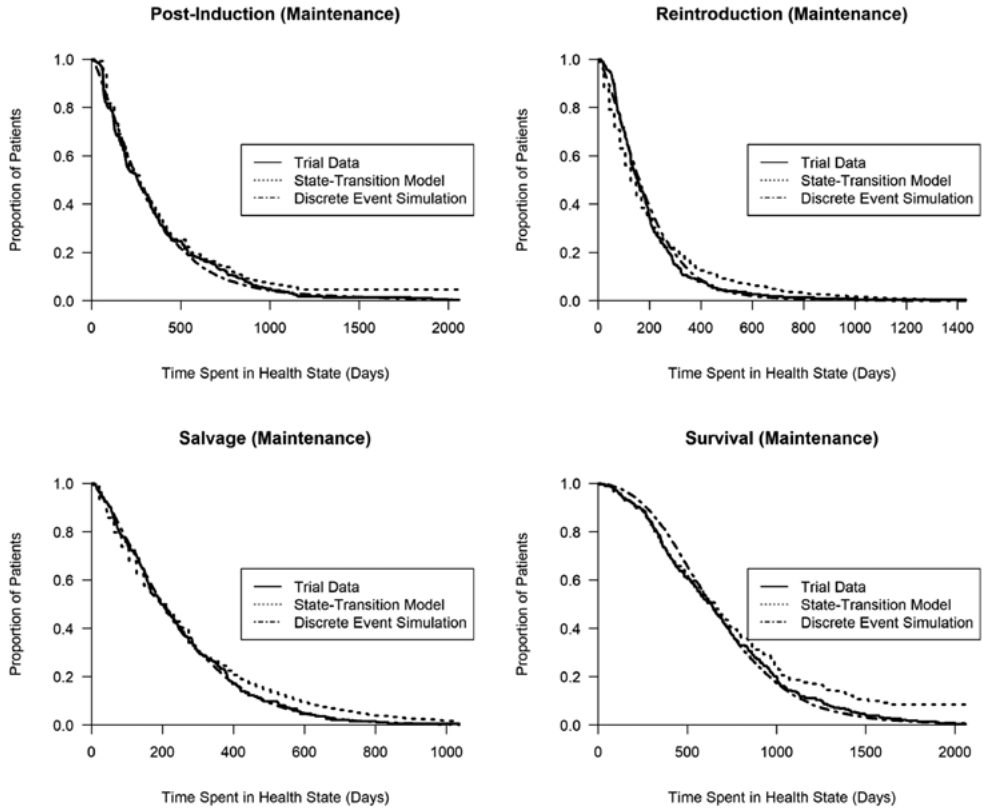 Post-Induction (Maintenance)
Proportion of Patients
1.0
0.8
0.6
0.4
0.2
0.0
Trial Data
State-Transition Model
Discrete Event Simulation
0 500 1000 1500 2000
Time Spent in Health State (Days)
Reintroduction (Maintenance)
Proportion of Patients
1.0
0.8
0.6
0.4
0.2
0.0
Trial Data
State-Transition Model
Discrete Event Simulation
0 200 400 600 800 1000 1200 1400
Time Spent in Health State (Days)
Salvage (Maintenance)
Proportion of Patients
1.0
0.8
0.6
0.4
0.2
0.0
Trial Data
State-Transition Model
Discrete Event Simulation
0 200 400 600 800 1000
Time Spent in Health State (Days)
Survival (Maintenance)
Proportion of Patients
1.0
0.8
0.6
0.4
0.2
0.0
Trial Data
State-Transition Model
Discrete Event Simulation
0 500 1000 1500 2000
Time Spent in Health State (Days)